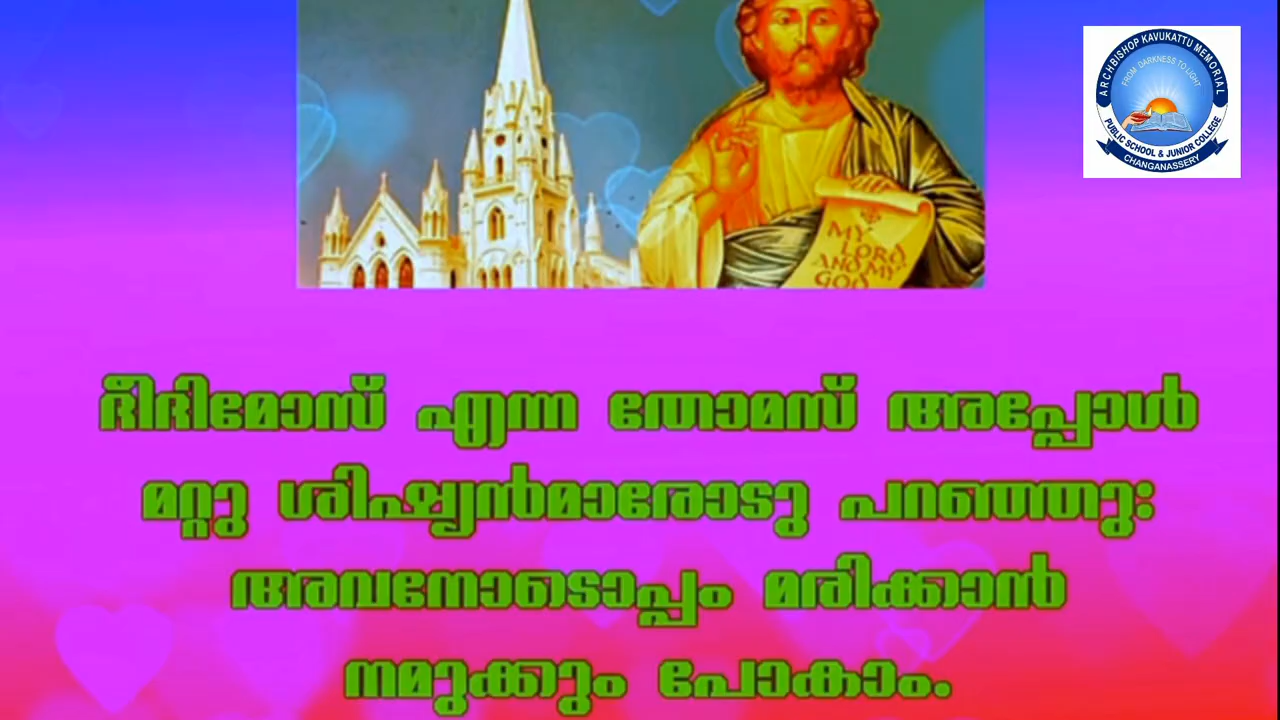 ARCHBISHOP KAVUKATTU MEMORIAL
FROM DARKNESS TO LIGHT
PUBLIC SCHOOL & JUNIOR COLLEGE
CHANGANASSERY
MY
LORD
AND MY
GOD
ദീദിമോസ് എന്ന തോമസ് അപ്പോൾ
മറ്റു ശിഷ്യൻമാരോടു പറഞ്ഞു:
അവനോടൊപ്പം മരിക്കാൻ
നമുക്കും പോകാം.